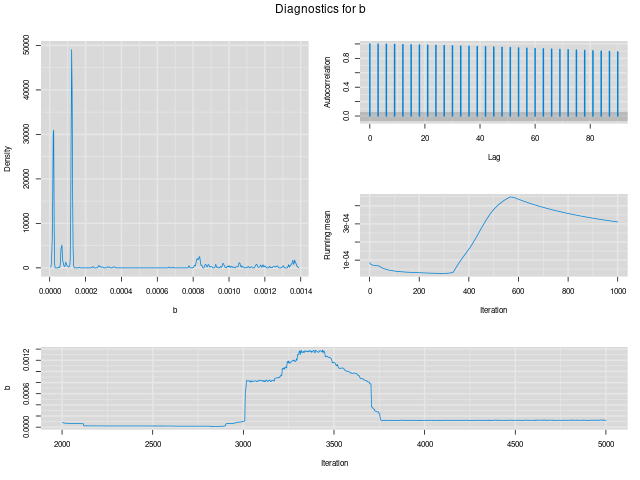 Diagnostics for b
Density
50000
40000
30000
20000
10000
0
0.0000 0.0002 0.0004 0.0006 0.0008 0.0010 0.0012 0.0014
b
Autocorrelation
0.8
0.4
0.0
0 20 40 60 80
Lag
Running mean
3e-04
1e-04
0 200 400 600 800 1000
Iteration
b
0.0012
0.0006
0.0000
2000 2500 3000 3500 4000 4500 5000
Iteration